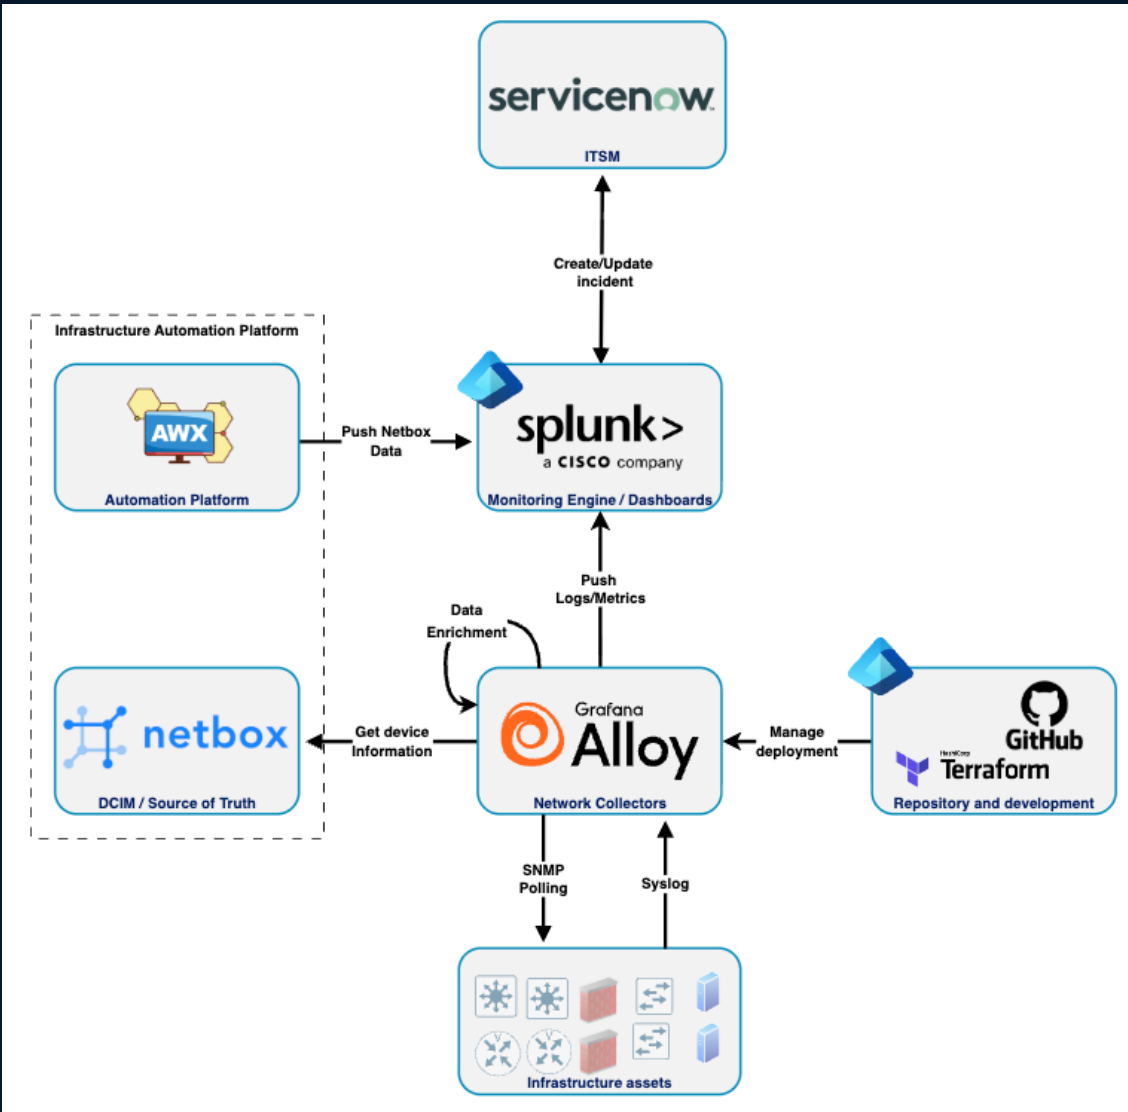 servicenow
ITSM
Create/Update
incident
Infrastructure Automation Platform
AWX
Automation Platform
Push Netbox
Data
splunk>
a CISCO company
Monitoring Engine / Dashboards
Push
Logs/Metrics
Data
Enrichment
netbox
DCIM / Source of Truth
Get device
Information
Grafana
Alloy
Network Collectors
Manage
deployment
GitHub
HashiCorp
Terraform
Repository and development
SNMP
Polling
Syslog
V
V
Infrastructure assets